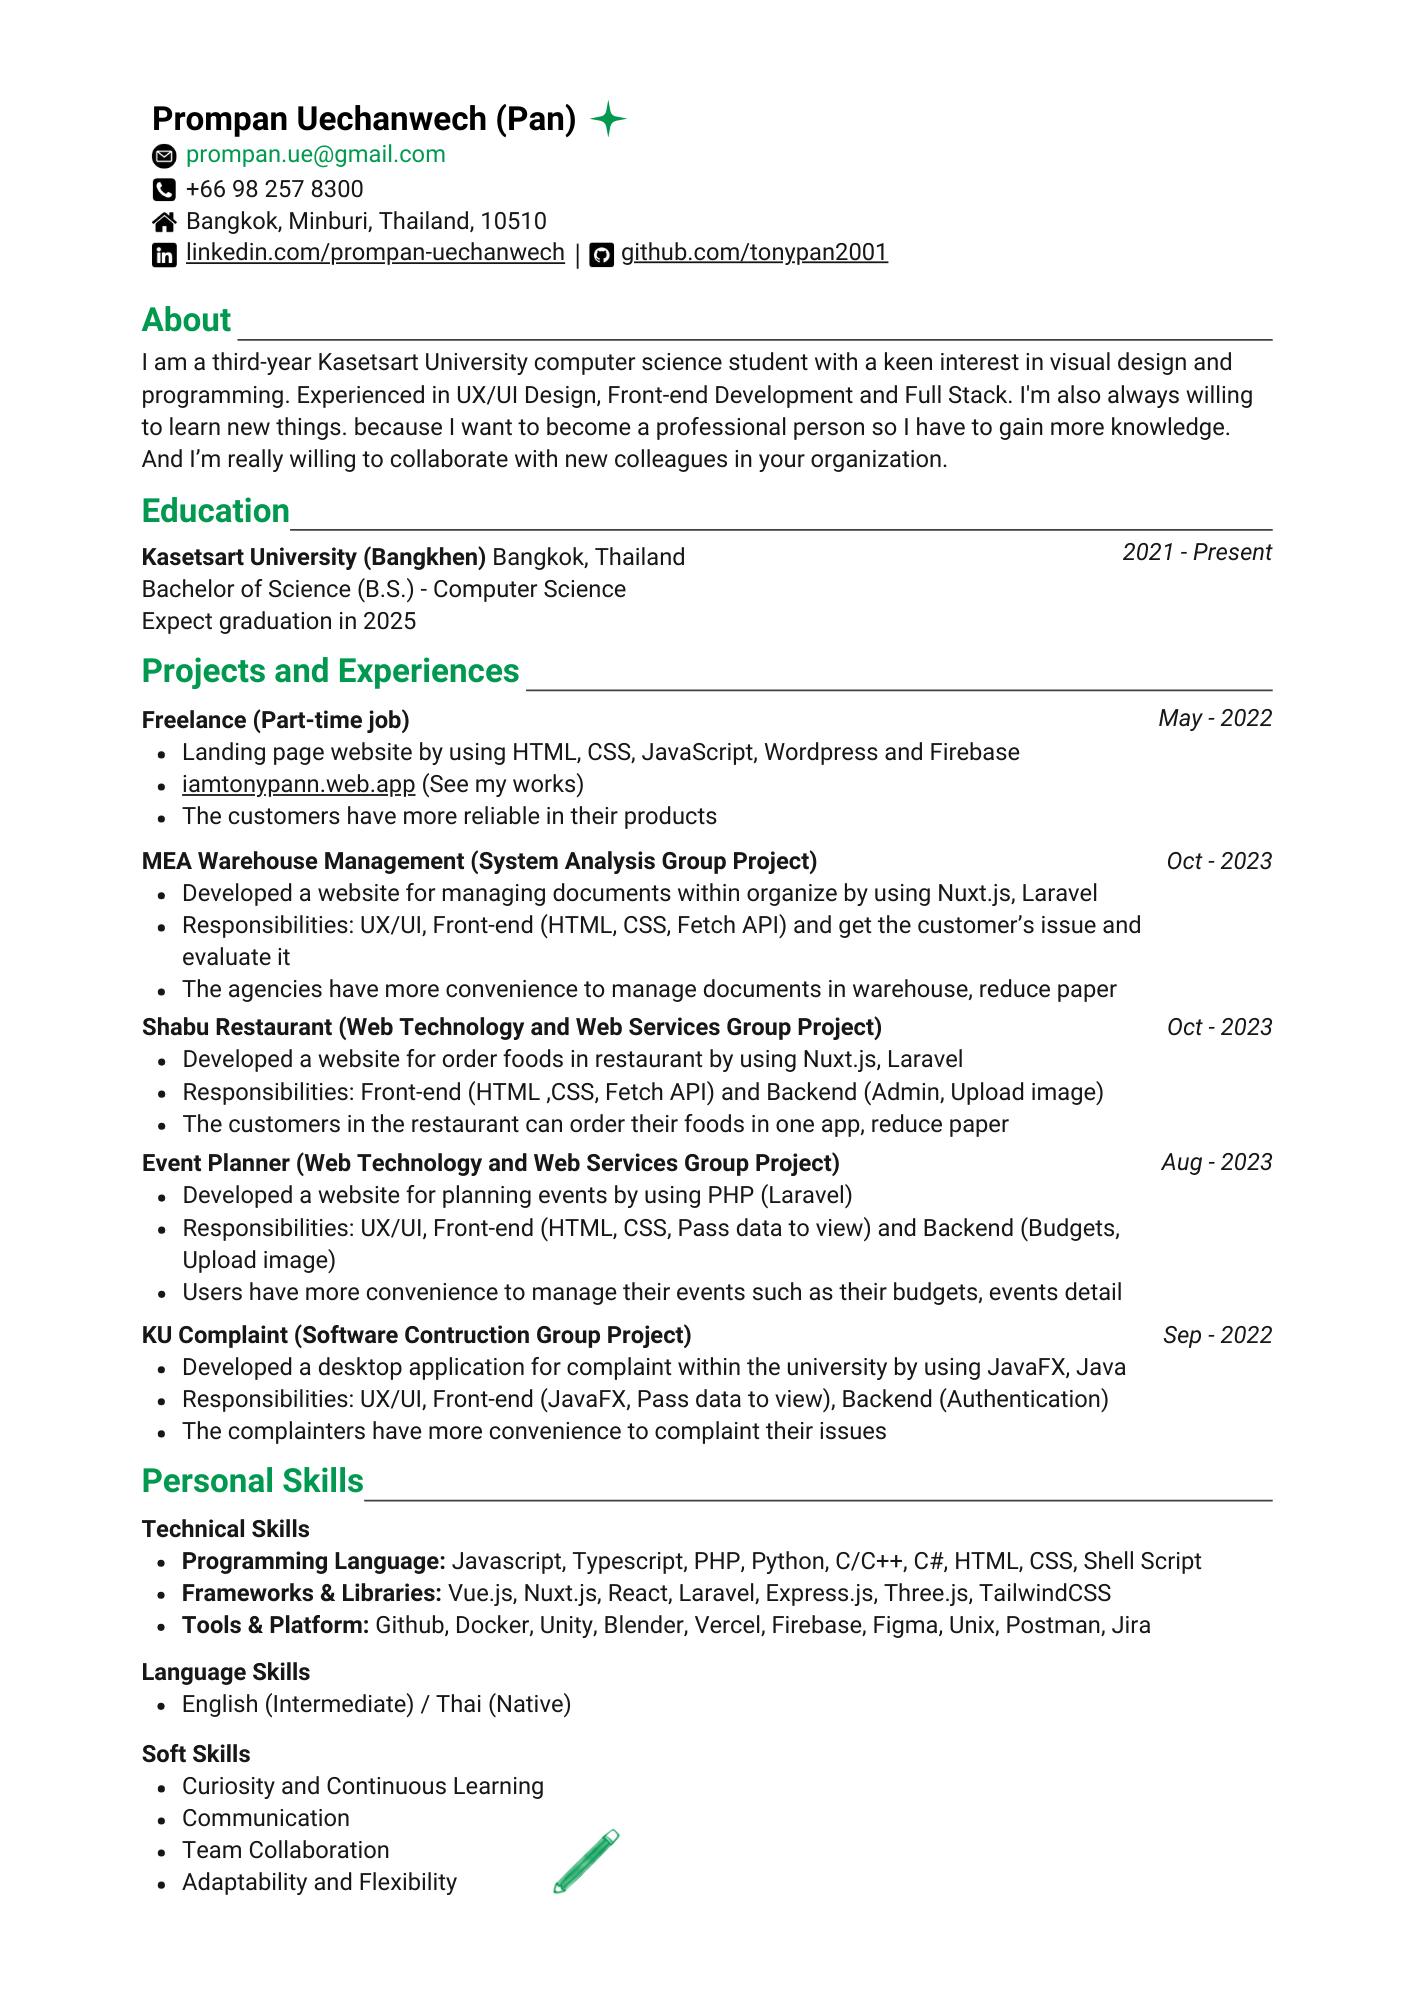 Prompan Uechanwech (Pan)
prompan.ue@gmail.com
+66 98 257 8300
Bangkok, Minburi, Thailand, 10510
linkedin.com/prompan-uechanwech | github.com/tonypan2001
About
I am a third-year Kasetsart University computer science student with a keen interest in visual design and
programming. Experienced in UX/UI Design, Front-end Development and Full Stack. I'm also always willing
to learn new things. because I want to become a professional person so I have to gain more knowledge.
And I’m really willing to collaborate with new colleagues in your organization.
Education
Kasetsart University (Bangkhen) Bangkok, Thailand 2021 - Present
Bachelor of Science (B.S.) - Computer Science
Expect graduation in 2025
Projects and Experiences
Freelance (Part-time job) May - 2022
• Landing page website by using HTML, CSS, JavaScript, Wordpress and Firebase
• iamtonypann.web.app (See my works)
• The customers have more reliable in their products
MEA Warehouse Management (System Analysis Group Project) Oct - 2023
• Developed a website for managing documents within organize by using Nuxt.js, Laravel
• Responsibilities: UX/UI, Front-end (HTML, CSS, Fetch API) and get the customer’s issue and
evaluate it
• The agencies have more convenience to manage documents in warehouse, reduce paper
Shabu Restaurant (Web Technology and Web Services Group Project) Oct - 2023
• Developed a website for order foods in restaurant by using Nuxt.js, Laravel
• Responsibilities: Front-end (HTML ,CSS, Fetch API) and Backend (Admin, Upload image)
• The customers in the restaurant can order their foods in one app, reduce paper
Event Planner (Web Technology and Web Services Group Project) Aug - 2023
• Developed a website for planning events by using PHP (Laravel)
• Responsibilities: UX/UI, Front-end (HTML, CSS, Pass data to view) and Backend (Budgets,
Upload image)
• Users have more convenience to manage their events such as their budgets, events detail
KU Complaint (Software Contruction Group Project) Sep - 2022
• Developed a desktop application for complaint within the university by using JavaFX, Java
• Responsibilities: UX/UI, Front-end (JavaFX, Pass data to view), Backend (Authentication)
• The complainters have more convenience to complaint their issues
Personal Skills
Technical Skills
• Programming Language: Javascript, Typescript, PHP, Python, C/C++, C#, HTML, CSS, Shell Script
• Frameworks & Libraries: Vue.js, Nuxt.js, React, Laravel, Express.js, Three.js, TailwindCSS
• Tools & Platform: Github, Docker, Unity, Blender, Vercel, Firebase, Figma, Unix, Postman, Jira
Language Skills
• English (Intermediate) / Thai (Native)
Soft Skills
• Curiosity and Continuous Learning
• Communication
• Team Collaboration
• Adaptability and Flexibility